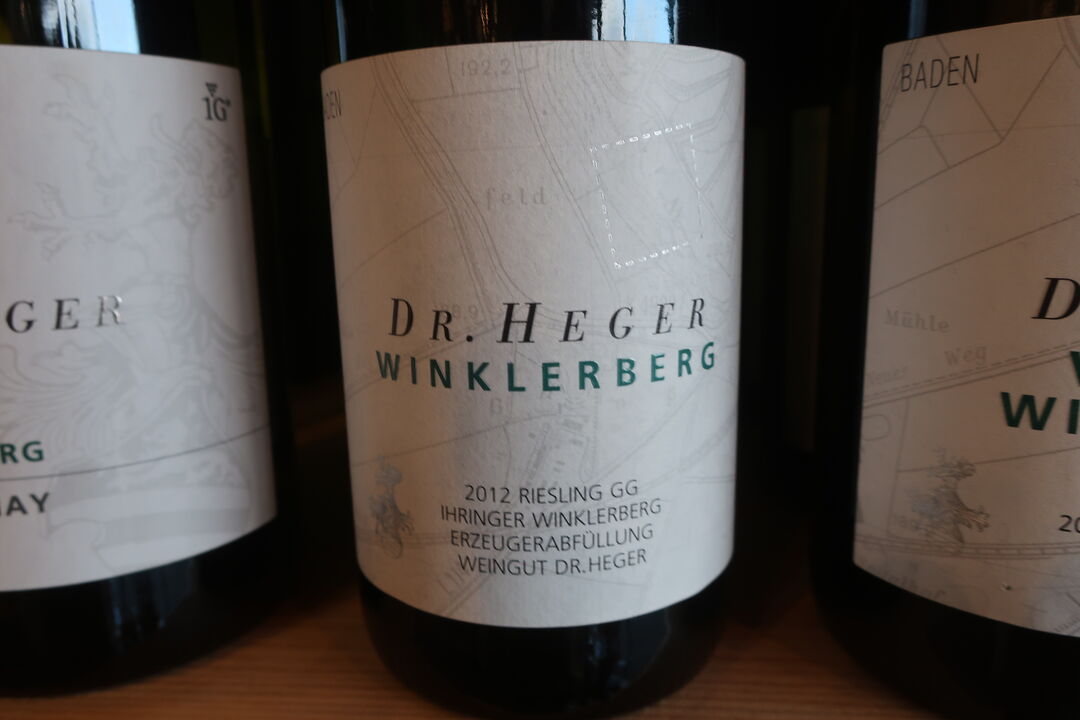 GER
RG
AY
1G
192,2
DEN
feld
DR. HEGER
WINKLERBERG
2012 RIESLING GG
IHRINGER WINKLERBERG
ERZEUGERABFÜLLUNG
WEINGUT DR.HEGER
BADEN
Mühle
Weg
D
WI
20